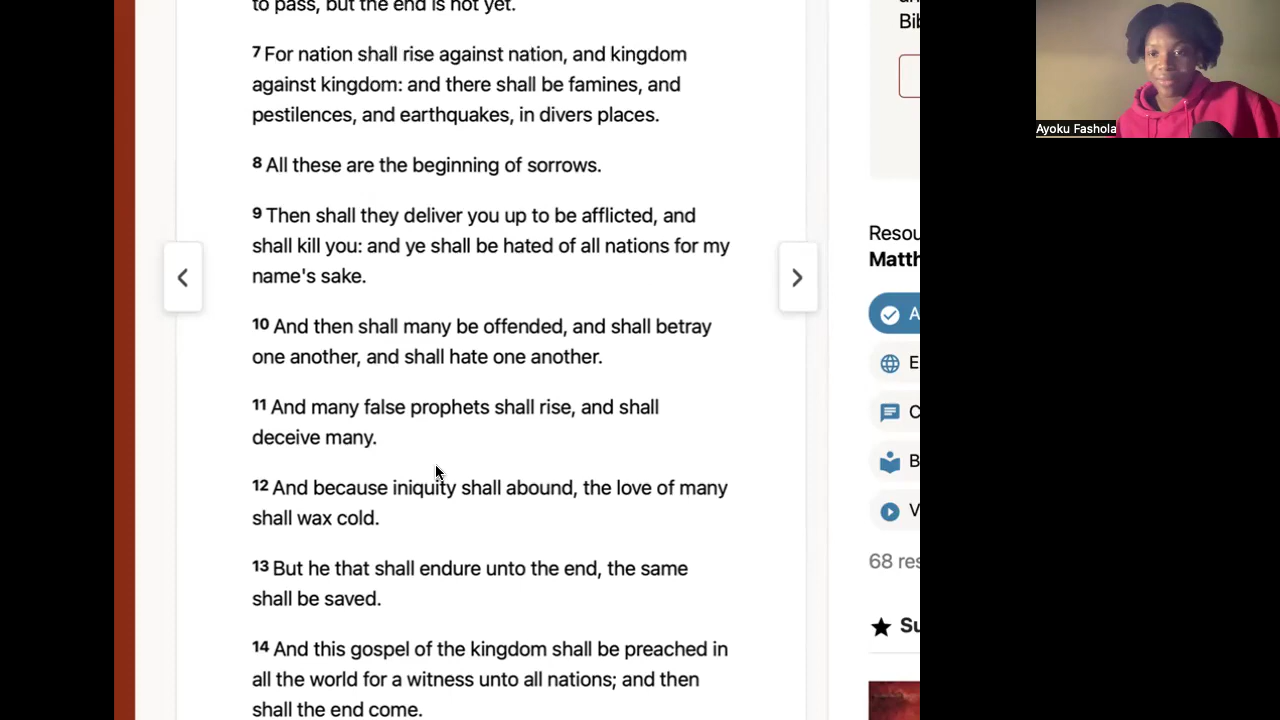 to pass, but the end is not yet.
7 For nation shall rise against nation, and kingdom
against kingdom: and there shall be famines, and
pestilences, and earthquakes, in divers places.
8 All these are the beginning of sorrows.
9 Then shall they deliver you up to be afflicted, and
shall kill you: and ye shall be hated of all nations for my
name's sake.
10 And then shall many be offended, and shall betray
one another, and shall hate one another.
11 And many false prophets shall rise, and shall
deceive many.
12 And because iniquity shall abound, the love of many
shall wax cold.
13 But he that shall endure unto the end, the same
shall be saved.
14 And this gospel of the kingdom shall be preached in
all the world for a witness unto all nations; and then
shall the end come.
Bib
Resou
Matth
A
E
C
B
V
68 res
Su
Ayoku Fashola